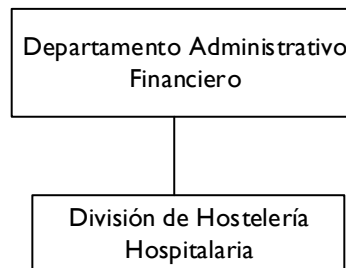 Departamento Administrativo
Financiero
División de Hostelería
Hospitalaria